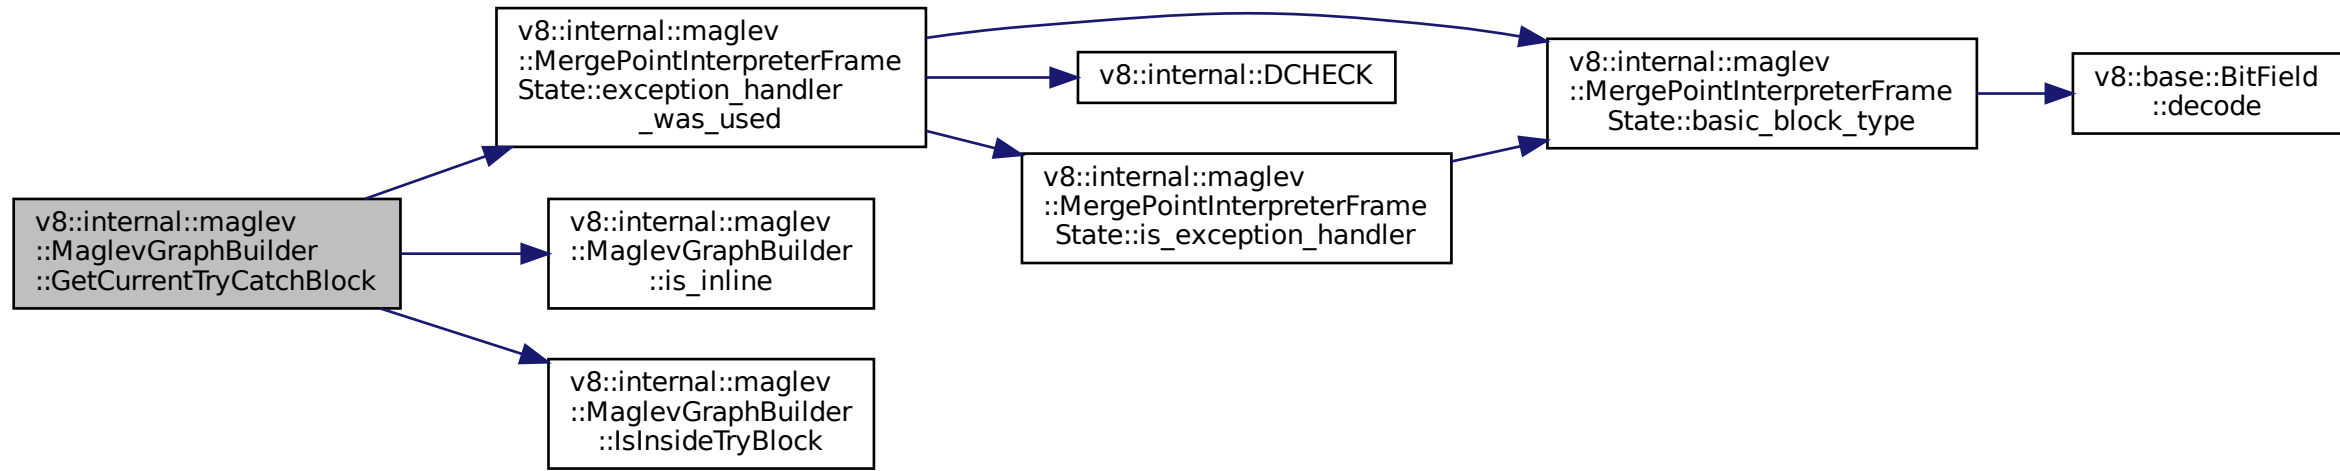 v8::internal::maglev
::MaglevGraphBuilder
::GetCurrentTryCatchBlock
v8::internal::maglev
::MergePointInterpreterFrame
State::exception_handler
_was_used
v8::internal::DCHECK
v8::internal::maglev
::MergePointInterpreterFrame
State::is_exception_handler
v8::internal::maglev
::MergePointInterpreterFrame
State::basic_block_type
v8::base::BitField
::decode
v8::internal::maglev
::MaglevGraphBuilder
::is_inline
v8::internal::maglev
::MaglevGraphBuilder
::IsInsideTryBlock